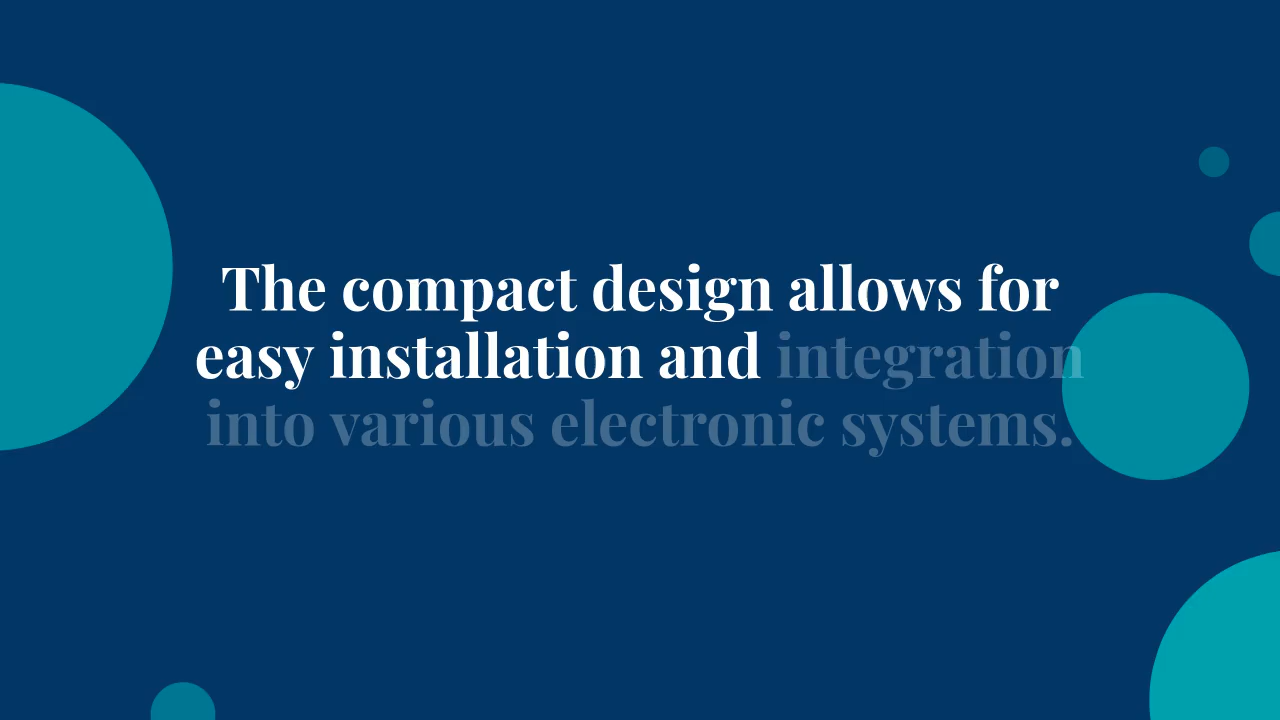 The compact design allows for
easy installation and integration
into various electronic systems.